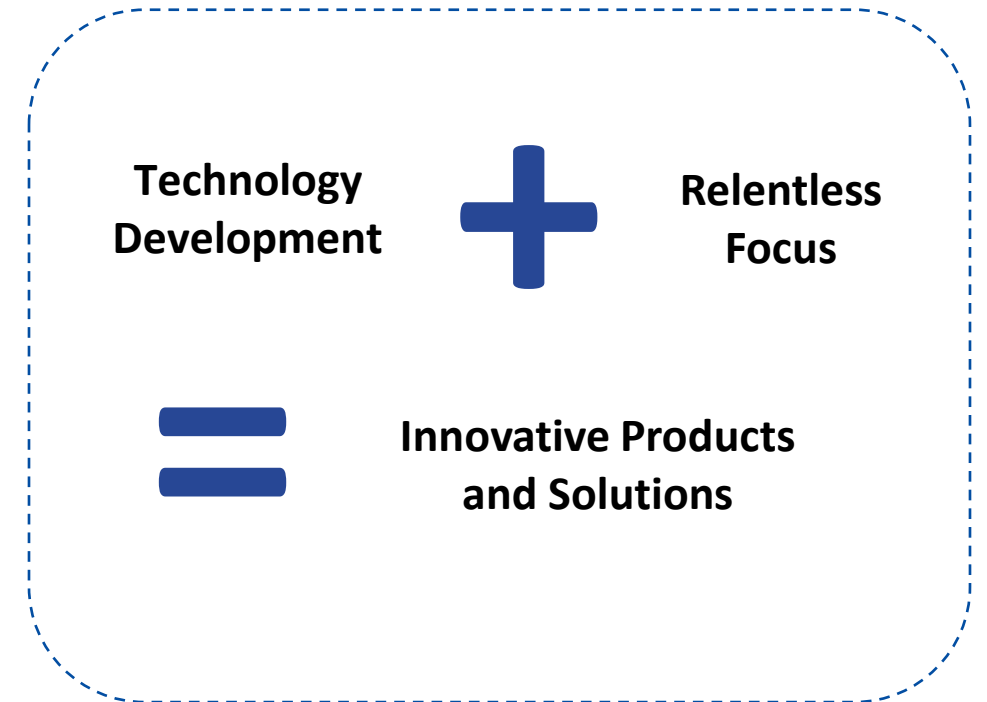 Technology
Development
Relentless
Focus
Innovative Products
and Solutions